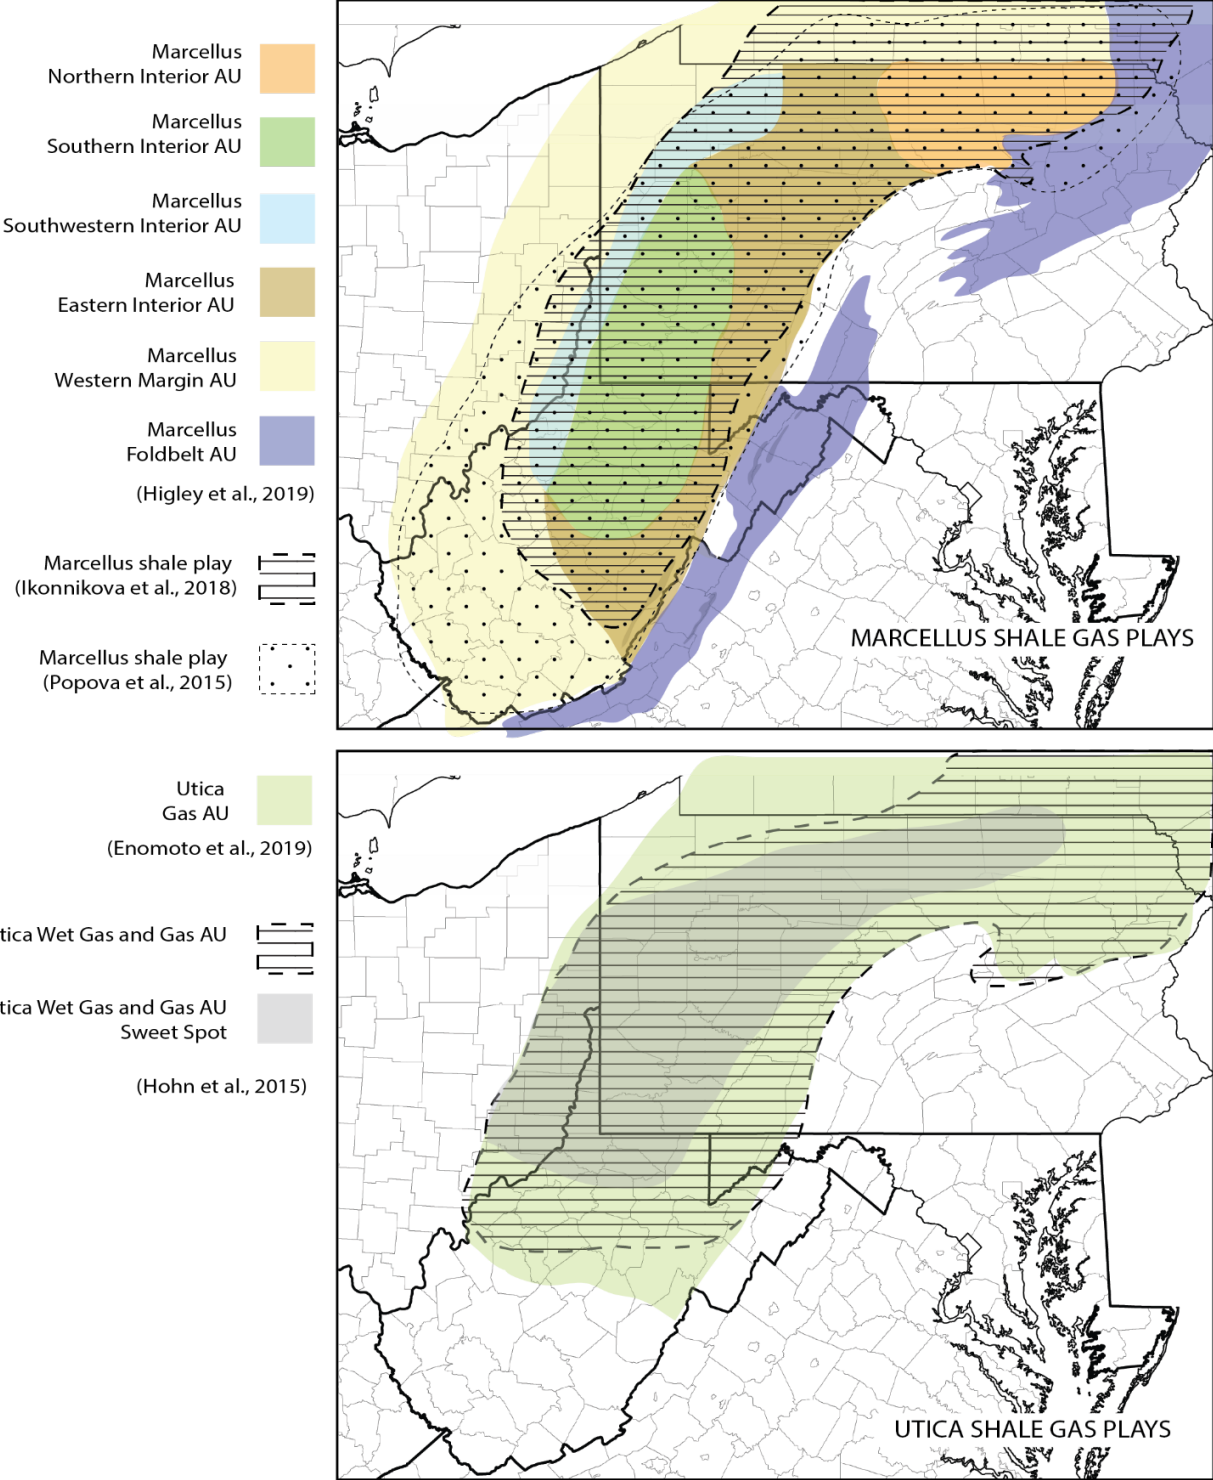 Marcellus
Northern Interior AU
Marcellus
Southern Interior AU
Marcellus
Southwestern Interior AU
Marcellus
Eastern Interior AU
Marcellus
Western Margin AU
Marcellus
Foldbelt AU
(Higley et al., 2019)
Marcellus shale play
(Ikonnikova et al., 2018)
Marcellus shale play
(Popova et al., 2015)
MARCELLUS SHALE GAS PLAYS
Utica
Gas AU
(Enomoto et al., 2019)
tica Wet Gas and Gas AU
tica Wet Gas and Gas AU
Sweet Spot
(Hohn et al., 2015)
UTICA SHALE GAS PLAYS